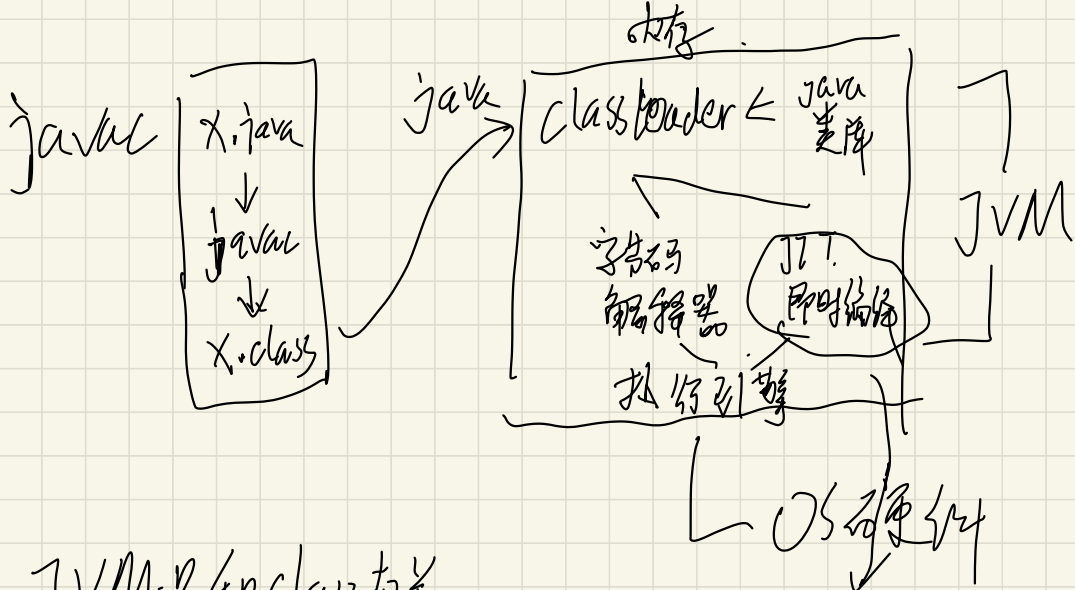 内存
javac
x.java
javac
x.class
java
classloader
java
类库
字节码
解释器
JIT
即时编译
执行引擎
JVM
OS硬件